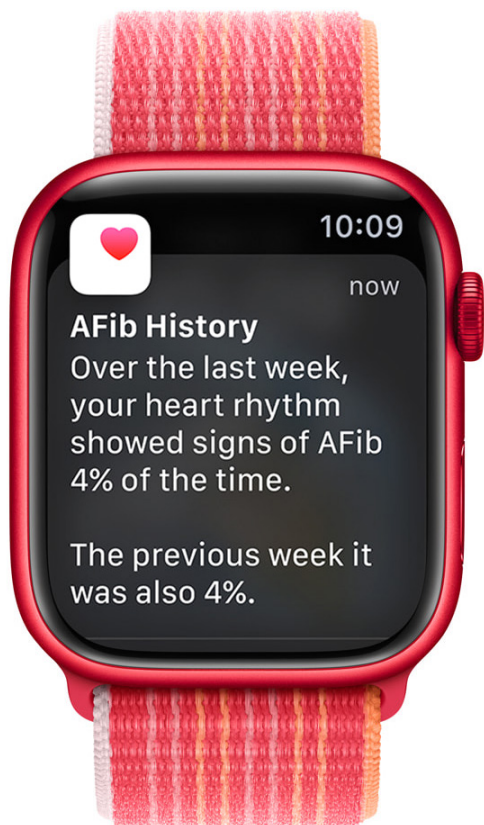 10:09
now
AFib History
Over the last week,
your heart rhythm
showed signs of AFib
4% of the time.
The previous week it
was also 4%.